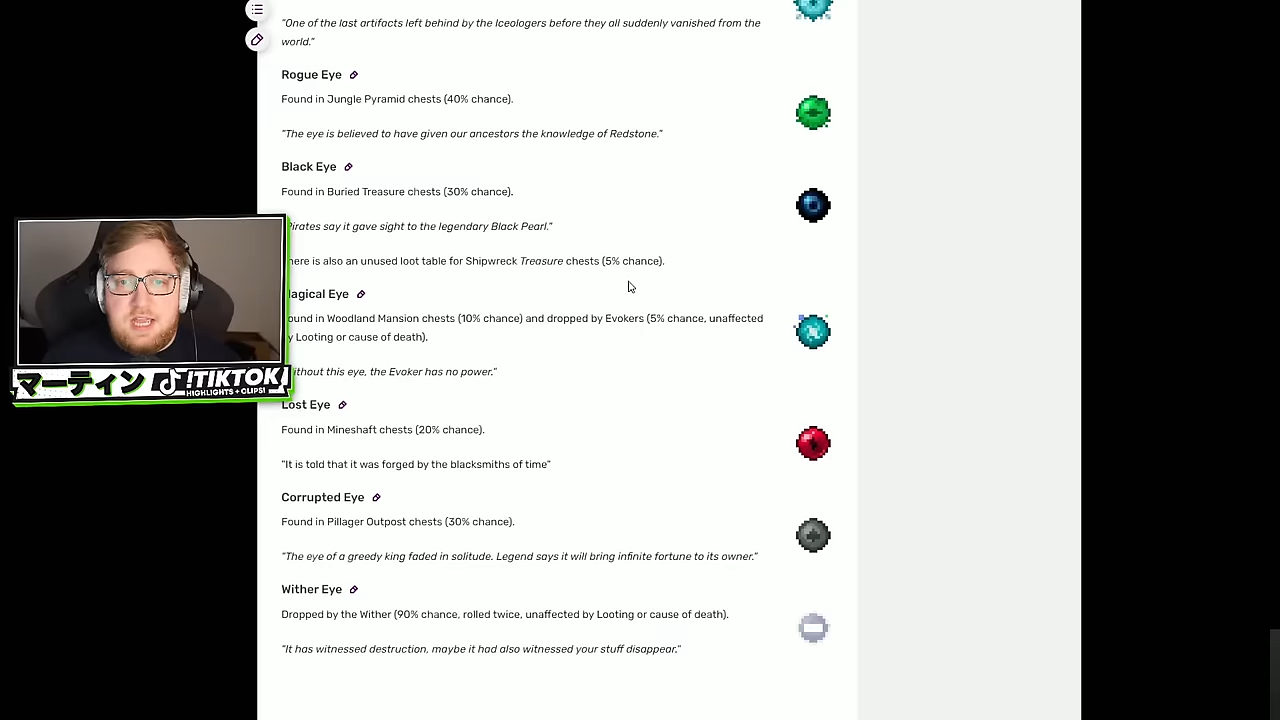 "One of the last artifacts left behind by the Iceologers before they all suddenly vanished from the
world."
Rogue Eye
Found in Jungle Pyramid chests (40% chance).
"The eye is believed to have given our ancestors the knowledge of Redstone."
Black Eye
Found in Buried Treasure chests (30% chance).
Pirates say it gave sight to the legendary Black Pearl."
here is also an unused loot table for Shipwreck Treasure chests (5% chance).
Magical Eye
ound in Woodland Mansion chests (10% chance) and dropped by Evokers (5% chance, unaffected
y Looting or cause of death).
ithout this eye, the Evoker has no power."
Lost Eye
Found in Mineshaft chests (20% chance).
"It is told that it was forged by the blacksmiths of time"
Corrupted Eye
Found in Pillager Outpost chests (30% chance).
"The eye of a greedy king faded in solitude. Legend says it will bring infinite fortune to its owner."
Wither Eye
Dropped by the Wither (90% chance, rolled twice, unaffected by Looting or cause of death).
"It has witnessed destruction, maybe it had also witnessed your stuff disappear."
マーティン !TIKTOK
HIGHLIGHTS + CLIPS!